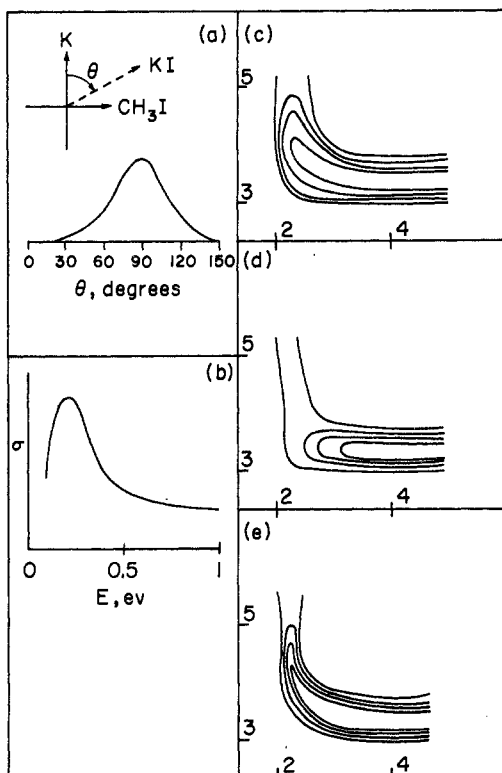 (a)
K
θ
KI
CH₃I
0 30 60 90 120 150
θ, degrees
(b)
σ
0 0.5 1
E, ev
(c)
5
3
2 4
(d)
5
3
2 4
(e)
5
3
2 4